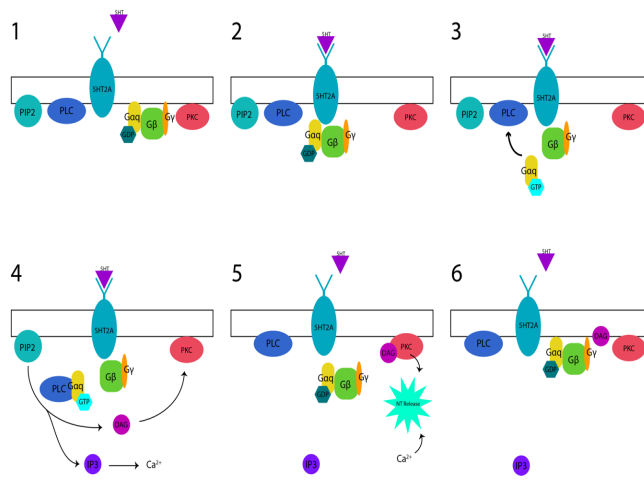 1
5HT
5HT2A
PIP2
PLC
Gαq
GDP
Gβ
Gγ
PKC
2
5HT
5HT2A
PIP2
PLC
Gαq
GDP
Gβ
Gγ
PKC
3
5HT
5HT2A
PIP2
PLC
Gβ
Gγ
PKC
Gαq
GTP
4
5HT
5HT2A
PIP2
PKC
Gγ
Gβ
PLC
Gαq
GTP
DAG
IP3
Ca²⁺
5
5HT
5HT2A
PLC
DAG
PKC
Gαq
GDP
Gβ
Gγ
NT Release
Ca²⁺
IP3
6
5HT
5HT2A
PLC
DAG
PKC
Gαq
GDP
Gβ
Gγ
IP3